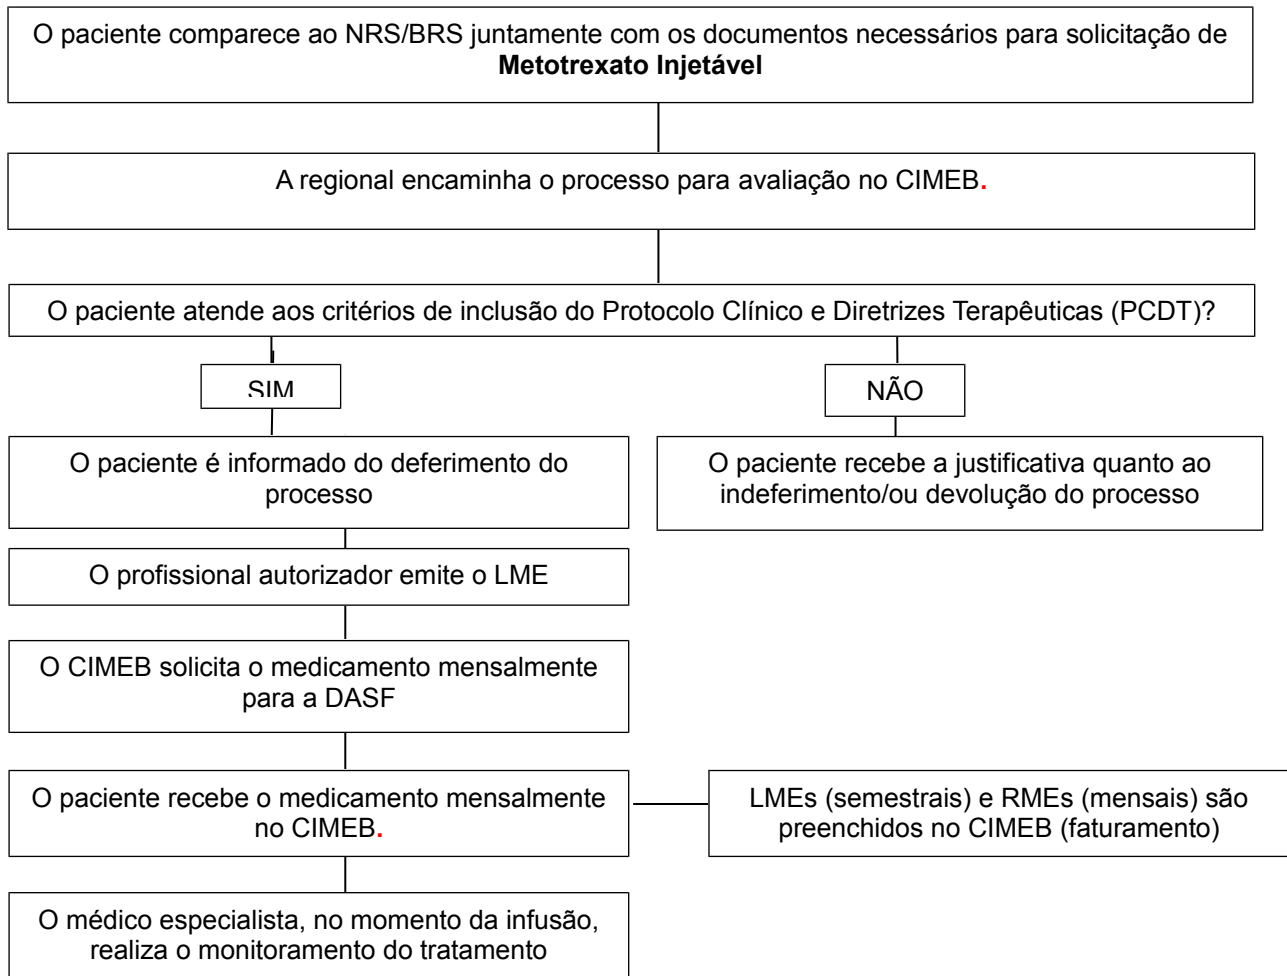 O paciente comparece ao NRS/BRS juntamente com os documentos necessários para solicitação de
Metotrexato Injetável
A regional encaminha o processo para avaliação no CIMEB.
O paciente atende aos critérios de inclusão do Protocolo Clínico e Diretrizes Terapêuticas (PCDT)?
SIM
NÃO
O paciente é informado do deferimento do
processo
O paciente recebe a justificativa quanto ao
indeferimento/ou devolução do processo
O profissional autorizador emite o LME
O CIMEB solicita o medicamento mensalmente
para a DASF
O paciente recebe o medicamento mensalmente
no CIMEB.
LMEs (semestrais) e RMEs (mensais) são
preenchidos no CIMEB (faturamento)
O médico especialista, no momento da infusão,
realiza o monitoramento do tratamento